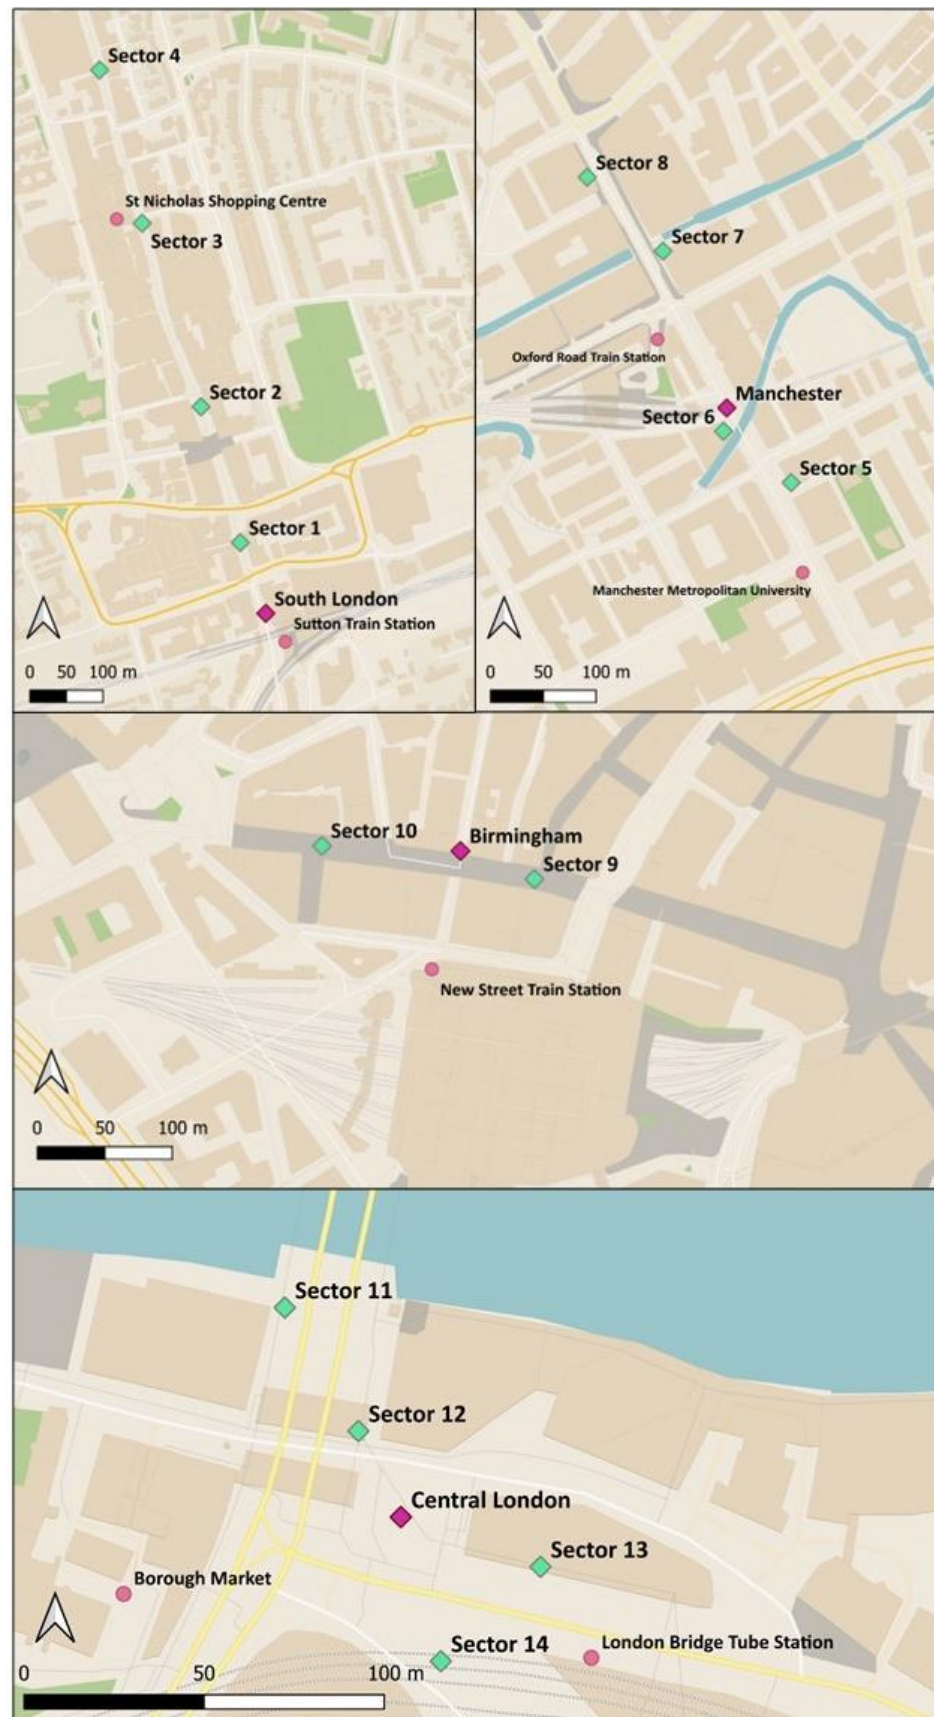 Sector 4
St Nicholas Shopping Centre
Sector 3
Sector 2
Sector 1
South London
Sutton Train Station
0 50 100 m
Sector 8
Sector 7
Oxford Road Train Station
Manchester
Sector 6
Sector 5
Manchester Metropolitan University
0 50 100 m
Sector 10
Birmingham
Sector 9
New Street Train Station
0 50 100 m
Sector 11
Sector 12
Central London
Sector 13
Borough Market
Sector 14
London Bridge Tube Station
0 50 100 m